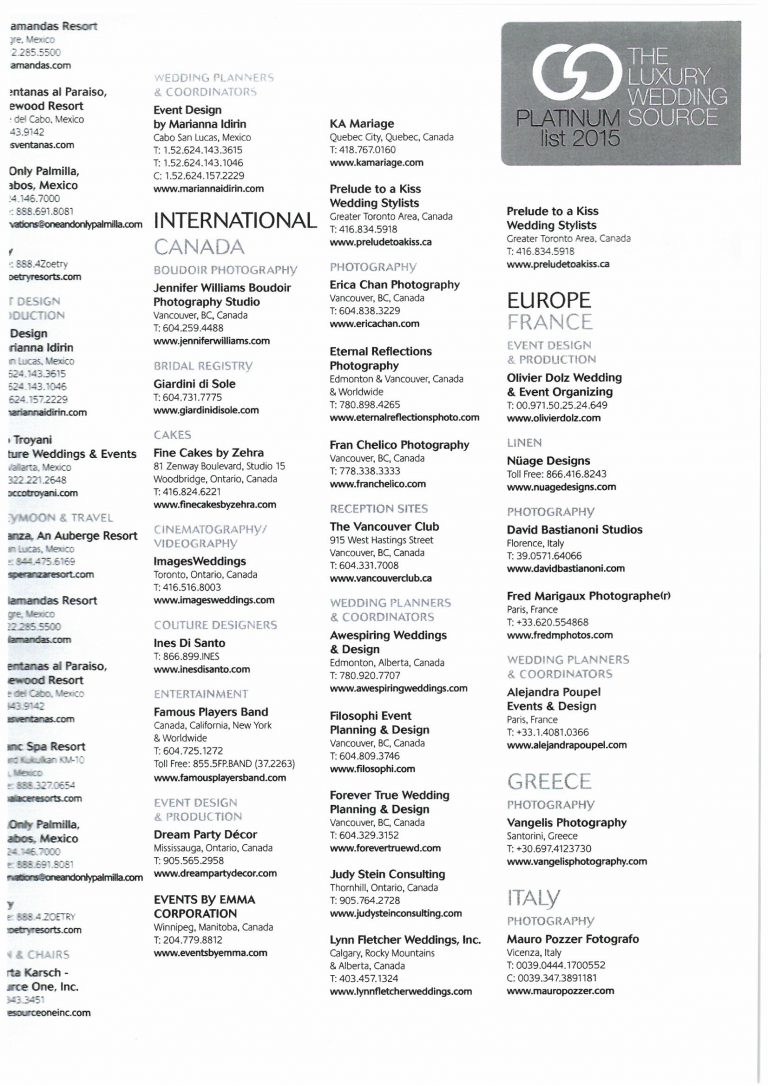 amandas Resort
Mexico
2.285.5500
amandas.com
entanas al Paraiso,
ewood Resort
del Cabo, Mexico
43.9142
sventanas.com
Only Palmilla,
abos, Mexico
4.146.7000
: 888.691.8081
vations@oneandonlypalmilla.com
y
: 888.4Zoetry
oetryresorts.com
T DESIGN
DUCTION
Design
rianna Idirin
n Lucas, Mexico
624.143.3615
624.143.1046
624.157.2229
ariannaidirin.com
Troyani
ture Weddings & Events
Vallarta, Mexico
322.221.2648
occotroyani.com
YMOON & TRAVEL
anza, An Auberge Resort
n Lucas, Mexico
: 844.475.6169
speranzaresort.com
lamandas Resort
gre, Mexico
22.285.5500
lamandas.com
entanas al Paraiso,
ewood Resort
del Cabo, Mexico
43.9142
sventanas.com
anc Spa Resort
Kukulkan KM-10
, Mexico
: 888.327.0654
alaceresorts.com
Only Palmilla,
abos, Mexico
24.146.7000
: 888.691.8081
rvations@oneandonlypalmilla.com
y
: 888.4.ZOETRY
oetryresorts.com
& CHAIRS
rta Karsch -
urce One, Inc.
343.3451
esourceoneinc.com
WEDDING PLANNERS
& COORDINATORS
Event Design
by Marianna Idirin
Cabo San Lucas, Mexico
T: 1.52.624.143.3615
T: 1.52.624.143.1046
C: 1.52.624.157.2229
www.mariannaidirin.com
INTERNATIONAL
CANADA
BOUDOIR PHOTOGRAPHY
Jennifer Williams Boudoir
Photography Studio
Vancouver, BC, Canada
T: 604.259.4488
www.jenniferwilliams.com
BRIDAL REGISTRY
Giardini di Sole
T: 604.731.7775
www.giardinidisole.com
CAKES
Fine Cakes by Zehra
81 Zenway Boulevard, Studio 15
Woodbridge, Ontario, Canada
T: 416.824.6221
www.finecakesbyzehra.com
CINEMATOGRAPHY/
VIDEOGRAPHY
ImagesWeddings
Toronto, Ontario, Canada
T: 416.516.8003
www.imagesweddings.com
COUTURE DESIGNERS
Ines Di Santo
T: 866.899.INES
www.inesdisanto.com
ENTERTAINMENT
Famous Players Band
Canada, California, New York
& Worldwide
T: 604.725.1272
Toll Free: 855.5FP.BAND (37.2263)
www.famousplayersband.com
EVENT DESIGN
& PRODUCTION
Dream Party Décor
Mississauga, Ontario, Canada
T: 905.565.2958
www.dreampartydecor.com
EVENTS BY EMMA
CORPORATION
Winnipeg, Manitoba, Canada
T: 204.779.8812
www.eventsbyemma.com
KA Mariage
Quebec City, Quebec, Canada
T: 418.767.0160
www.kamariage.com
Prelude to a Kiss
Wedding Stylists
Greater Toronto Area, Canada
T: 416.834.5918
www.preludetoakiss.ca
PHOTOGRAPHY
Erica Chan Photography
Vancouver, BC, Canada
T: 604.838.3229
www.ericachan.com
Eternal Reflections
Photography
Edmonton & Vancouver, Canada
& Worldwide
T: 780.898.4265
www.eternalreflectionsphoto.com
Fran Chelico Photography
Vancouver, BC, Canada
T: 778.338.3333
www.franchelico.com
RECEPTION SITES
The Vancouver Club
915 West Hastings Street
Vancouver, BC, Canada
T: 604.331.7008
www.vancouverclub.ca
WEDDING PLANNERS
& COORDINATORS
Awespiring Weddings
& Design
Edmonton, Alberta, Canada
T: 780.920.7707
www.awespiringweddings.com
Filosophi Event
Planning & Design
Vancouver, BC, Canada
T: 604.809.3746
www.filosophi.com
Forever True Wedding
Planning & Design
Vancouver, BC, Canada
T: 604.329.3152
www.forevertruewd.com
Judy Stein Consulting
Thornhill, Ontario, Canada
T: 905.764.2728
www.judysteinconsulting.com
Lynn Fletcher Weddings, Inc.
Calgary, Rocky Mountains
& Alberta, Canada
T: 403.457.1324
www.lynnfletcherweddings.com
THE
LUXURY
WEDDING
PLATINUM SOURCE
list 2015
Prelude to a Kiss
Wedding Stylists
Greater Toronto Area, Canada
T: 416.834.5918
www.preludetoakiss.ca
EUROPE
FRANCE
EVENT DESIGN
& PRODUCTION
Olivier Dolz Wedding
& Event Organizing
T: 00.971.50.25.24.649
www.olivierdolz.com
LINEN
Nüage Designs
Toll Free: 866.416.8243
www.nuagedesigns.com
PHOTOGRAPHY
David Bastianoni Studios
Florence, Italy
T: 39.0571.64066
www.davidbastianoni.com
Fred Marigaux Photographe(r)
Paris, France
T: +33.620.554868
www.fredmphotos.com
WEDDING PLANNERS
& COORDINATORS
Alejandra Poupel
Events & Design
Paris, France
T: +33.1.4081.0366
www.alejandrapoupel.com
GREECE
PHOTOGRAPHY
Vangelis Photography
Santorini, Greece
T: +30.697.4123730
www.vangelisphotography.com
ITALY
PHOTOGRAPHY
Mauro Pozzer Fotografo
Vicenza, Italy
T: 0039.0444.1700552
C: 0039.347.3891181
www.mauropozzer.com